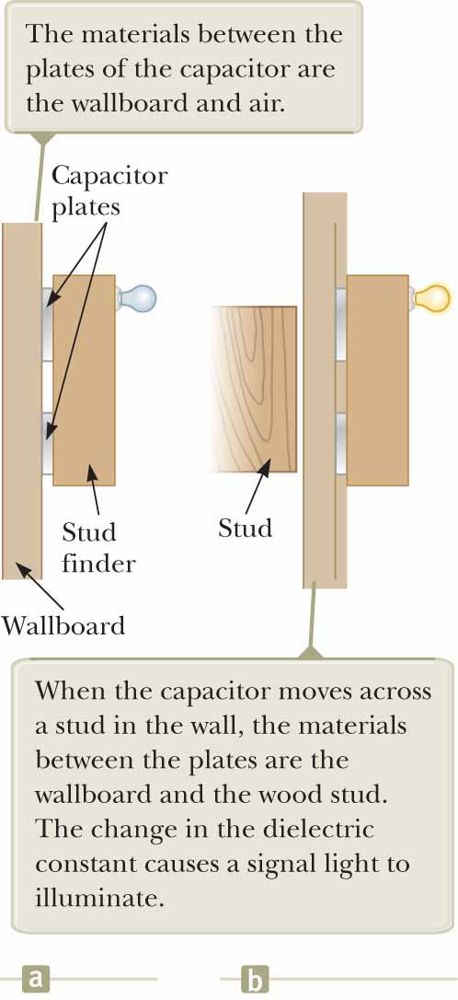 The materials between the
plates of the capacitor are
the wallboard and air.
Capacitor
plates
Stud
finder
Stud
Wallboard
When the capacitor moves across
a stud in the wall, the materials
between the plates are the
wallboard and the wood stud.
The change in the dielectric
constant causes a signal light to
illuminate.
a
b